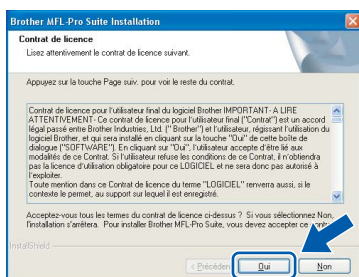 Brother MFL-Pro Suite Installation
Contrat de licence
Lisez attentivement le contrat de licence suivant.
Appuyez sur la touche Page suiv. pour voir le reste du contrat.
Contrat de licence pour l'utilisateur final du logiciel Brother IMPORTANT- A LIRE
ATTENTIVEMENT- Ce contrat de licence pour l'utilisateur final ("Contrat") est un accord
légal passé entre Brother Industries, Ltd. (" Brother") et l'utilisateur, régissant l'utilisation du
logiciel Brother, et qui sera installé en cliquant sur la touche "Oui" de cette boîte de
dialogue ("SOFTWARE"). En cliquant sur "Oui", l'utilisateur accepte d'être lié aux
modalités de ce Contrat. Si l'utilisateur refuse les conditions de ce Contrat, il n'obtiendra
pas la licence d'utilisation obligatoire pour ce LOGICIEL et ne sera donc pas autorisé à
l'exploiter.
Toute mention dans ce Contrat de licence du terme "LOGICIEL" renverra aussi, si le
contexte le permet, au support sur lequel il est enregistré.
Acceptez-vous tous les termes du contrat de licence ci-dessus ? Si vous sélectionnez Non,
l'installation s'arrêtera. Pour installer Brother MFL-Pro Suite, vous devez accepter ce
InstallShield
< Précéden
Oui
Non